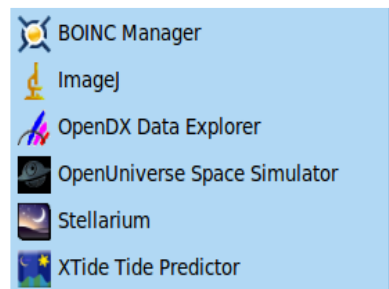 BOINC Manager
ImageJ
OpenDX Data Explorer
OpenUniverse Space Simulator
Stellarium
XTide Tide Predictor